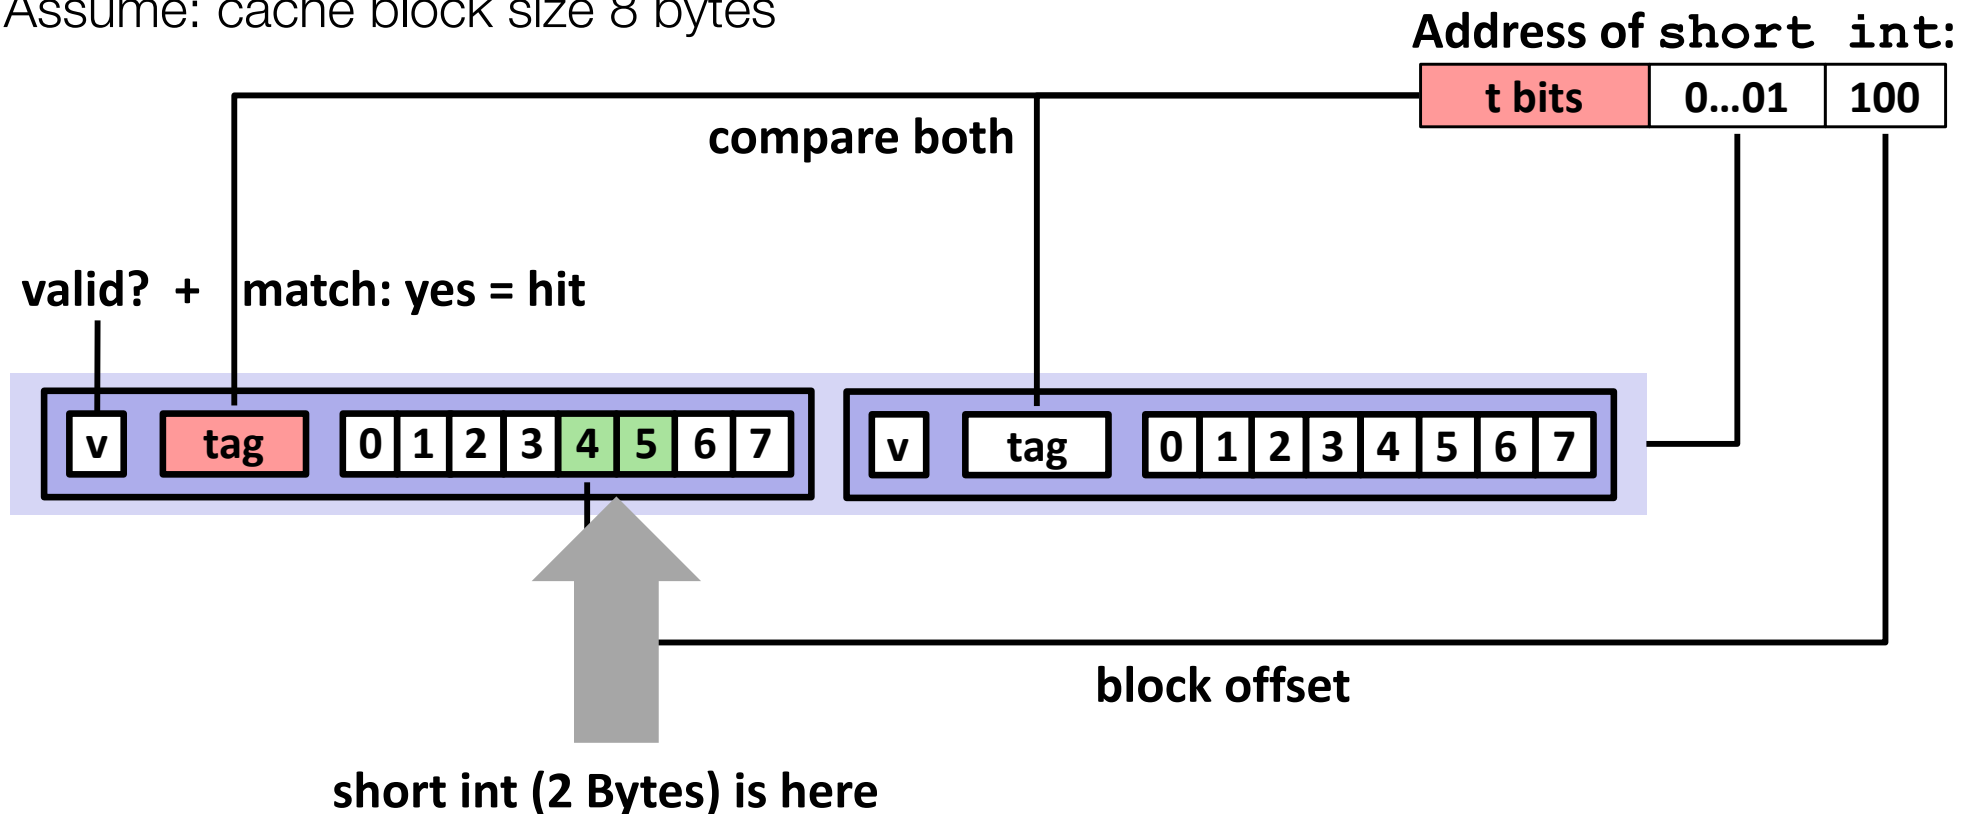 Assume: cache block size 8 bytes
Address of short int:
t bits 0...01 100
compare both
valid? + match: yes = hit
v tag 0 1 2 3 4 5 6 7 v tag 0 1 2 3 4 5 6 7
block offset
short int (2 Bytes) is here